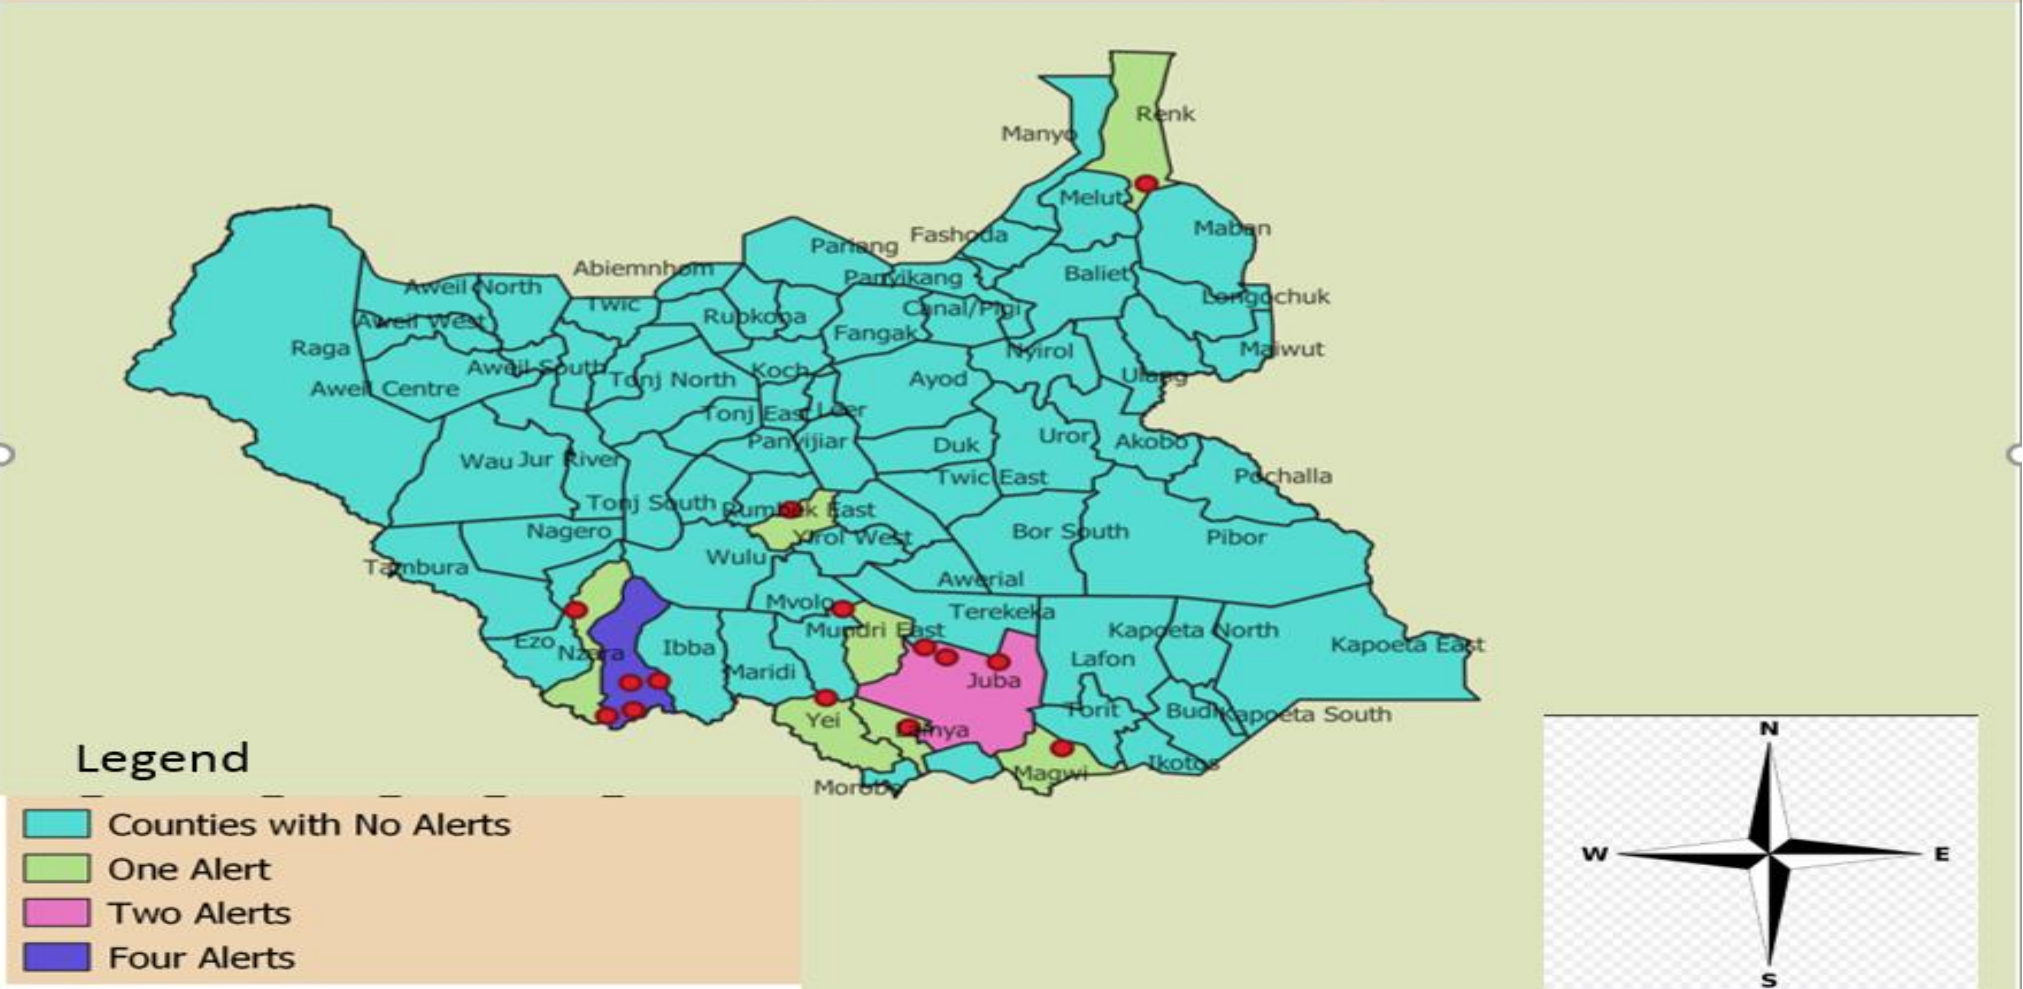 Renk
Manyo
Melut
Maban
Fashoda
Pariang
Abiemnhom
Panyikang
Baliet
Aweil North
Longochuk
Twic
Canal/Pigi
Rubkona
Aweil West
Fangak
Raga
Nyirol
Maiwut
Aweil South
Koch
Ulang
Tonj North
Ayod
Aweil Centre
Tonj East
Leer
Panyijiar
Uror
Akobo
Duk
Wau
Jur River
Twic East
Pochalla
Tonj South
Rumbek East
Nagero
Bor South
Yirol West
Pibor
Wulu
Tambura
Awerial
Mvolo
Terekeka
Mundri East
Kapoeta North
Ezo
Ibba
Kapoeta East
Nzara
Lafon
Maridi
Juba
Torit
Budi
Kapoeta South
Yei
Lainya
Ikotos
Magwi
Morobo
Legend
Counties with No Alerts
One Alert
Two Alerts
Four Alerts
N
W
E
S